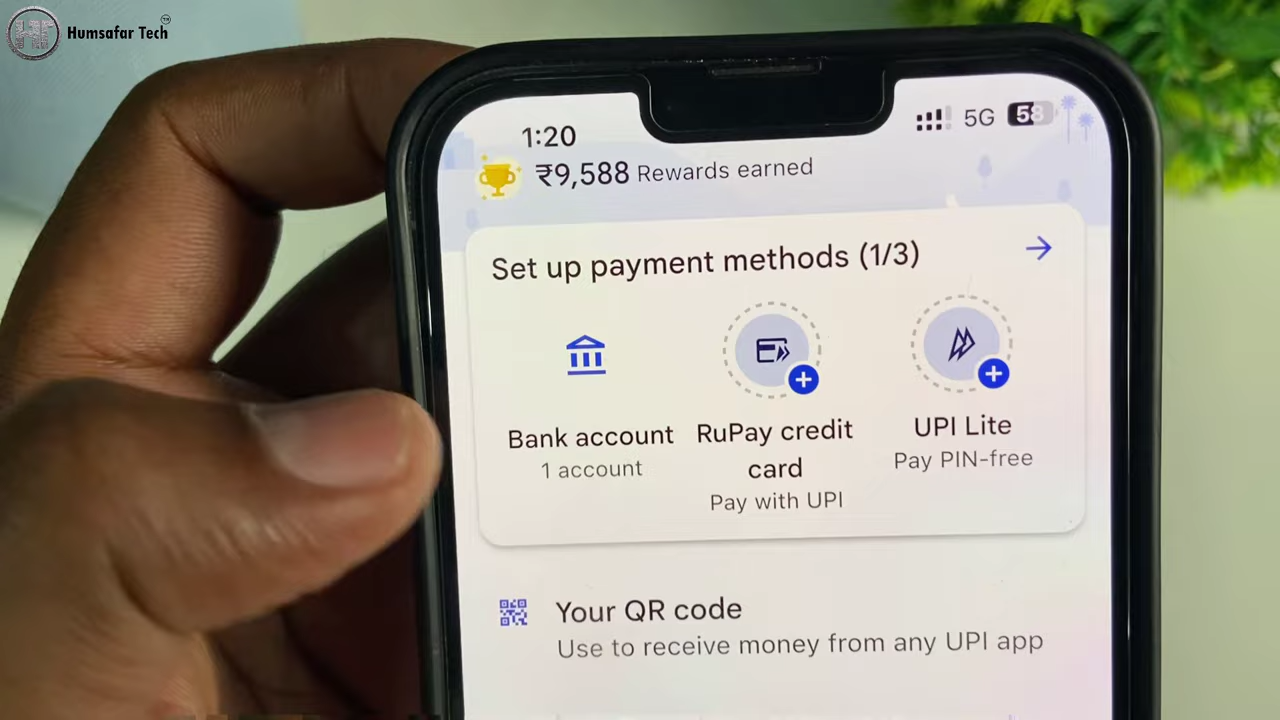 Humsafar Tech TM
1:20
5G 58
₹9,588 Rewards earned
Set up payment methods (1/3)
Bank account
1 account
RuPay credit
card
Pay with UPI
UPI Lite
Pay PIN-free
Your QR code
Use to receive money from any UPI app